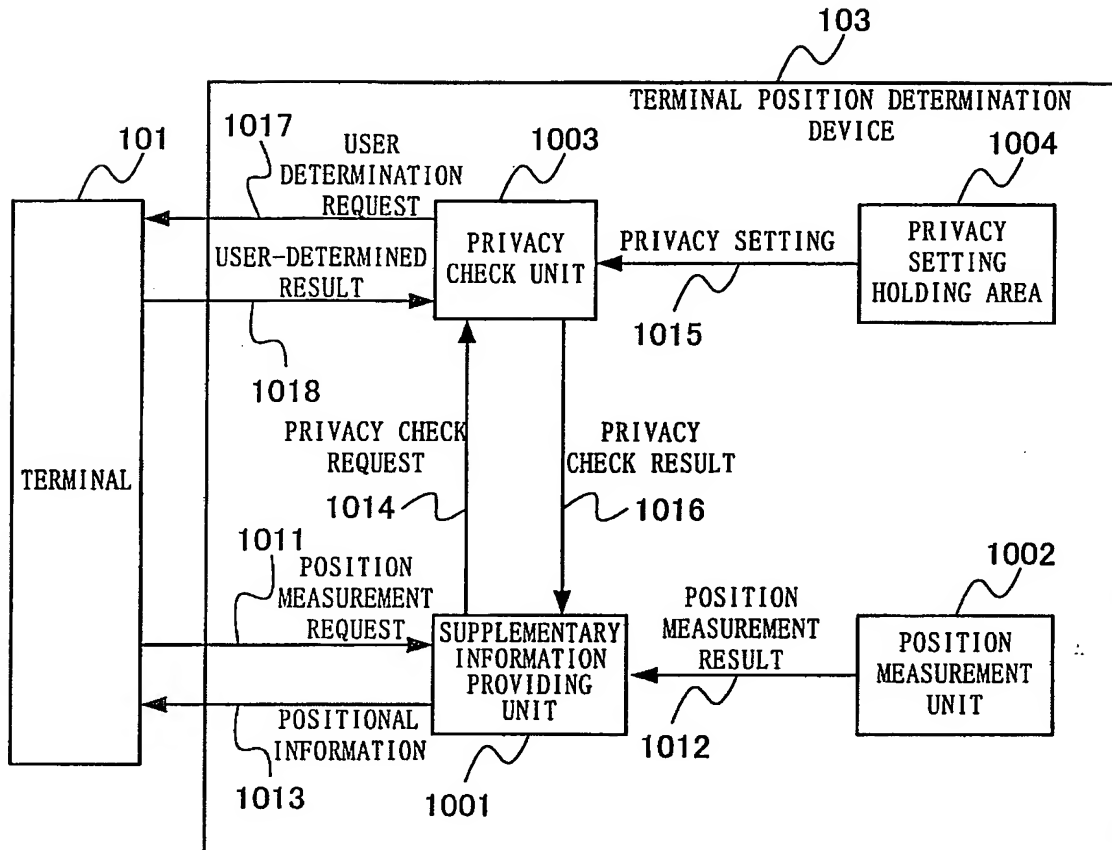 103
TERMINAL POSITION DETERMINATION
DEVICE
101
1017
USER
DETERMINATION
REQUEST
1003
1004
PRIVACY
CHECK UNIT
PRIVACY SETTING
PRIVACY
SETTING
HOLDING AREA
USER-DETERMINED
RESULT
1015
1018
PRIVACY CHECK
REQUEST
PRIVACY
CHECK RESULT
TERMINAL
1014
1016
1011
POSITION
MEASUREMENT
REQUEST
1002
POSITION
MEASUREMENT
RESULT
SUPPLEMENTARY
INFORMATION
PROVIDING
UNIT
POSITION
MEASUREMENT
UNIT
POSITIONAL
INFORMATION
1012
1013
1001